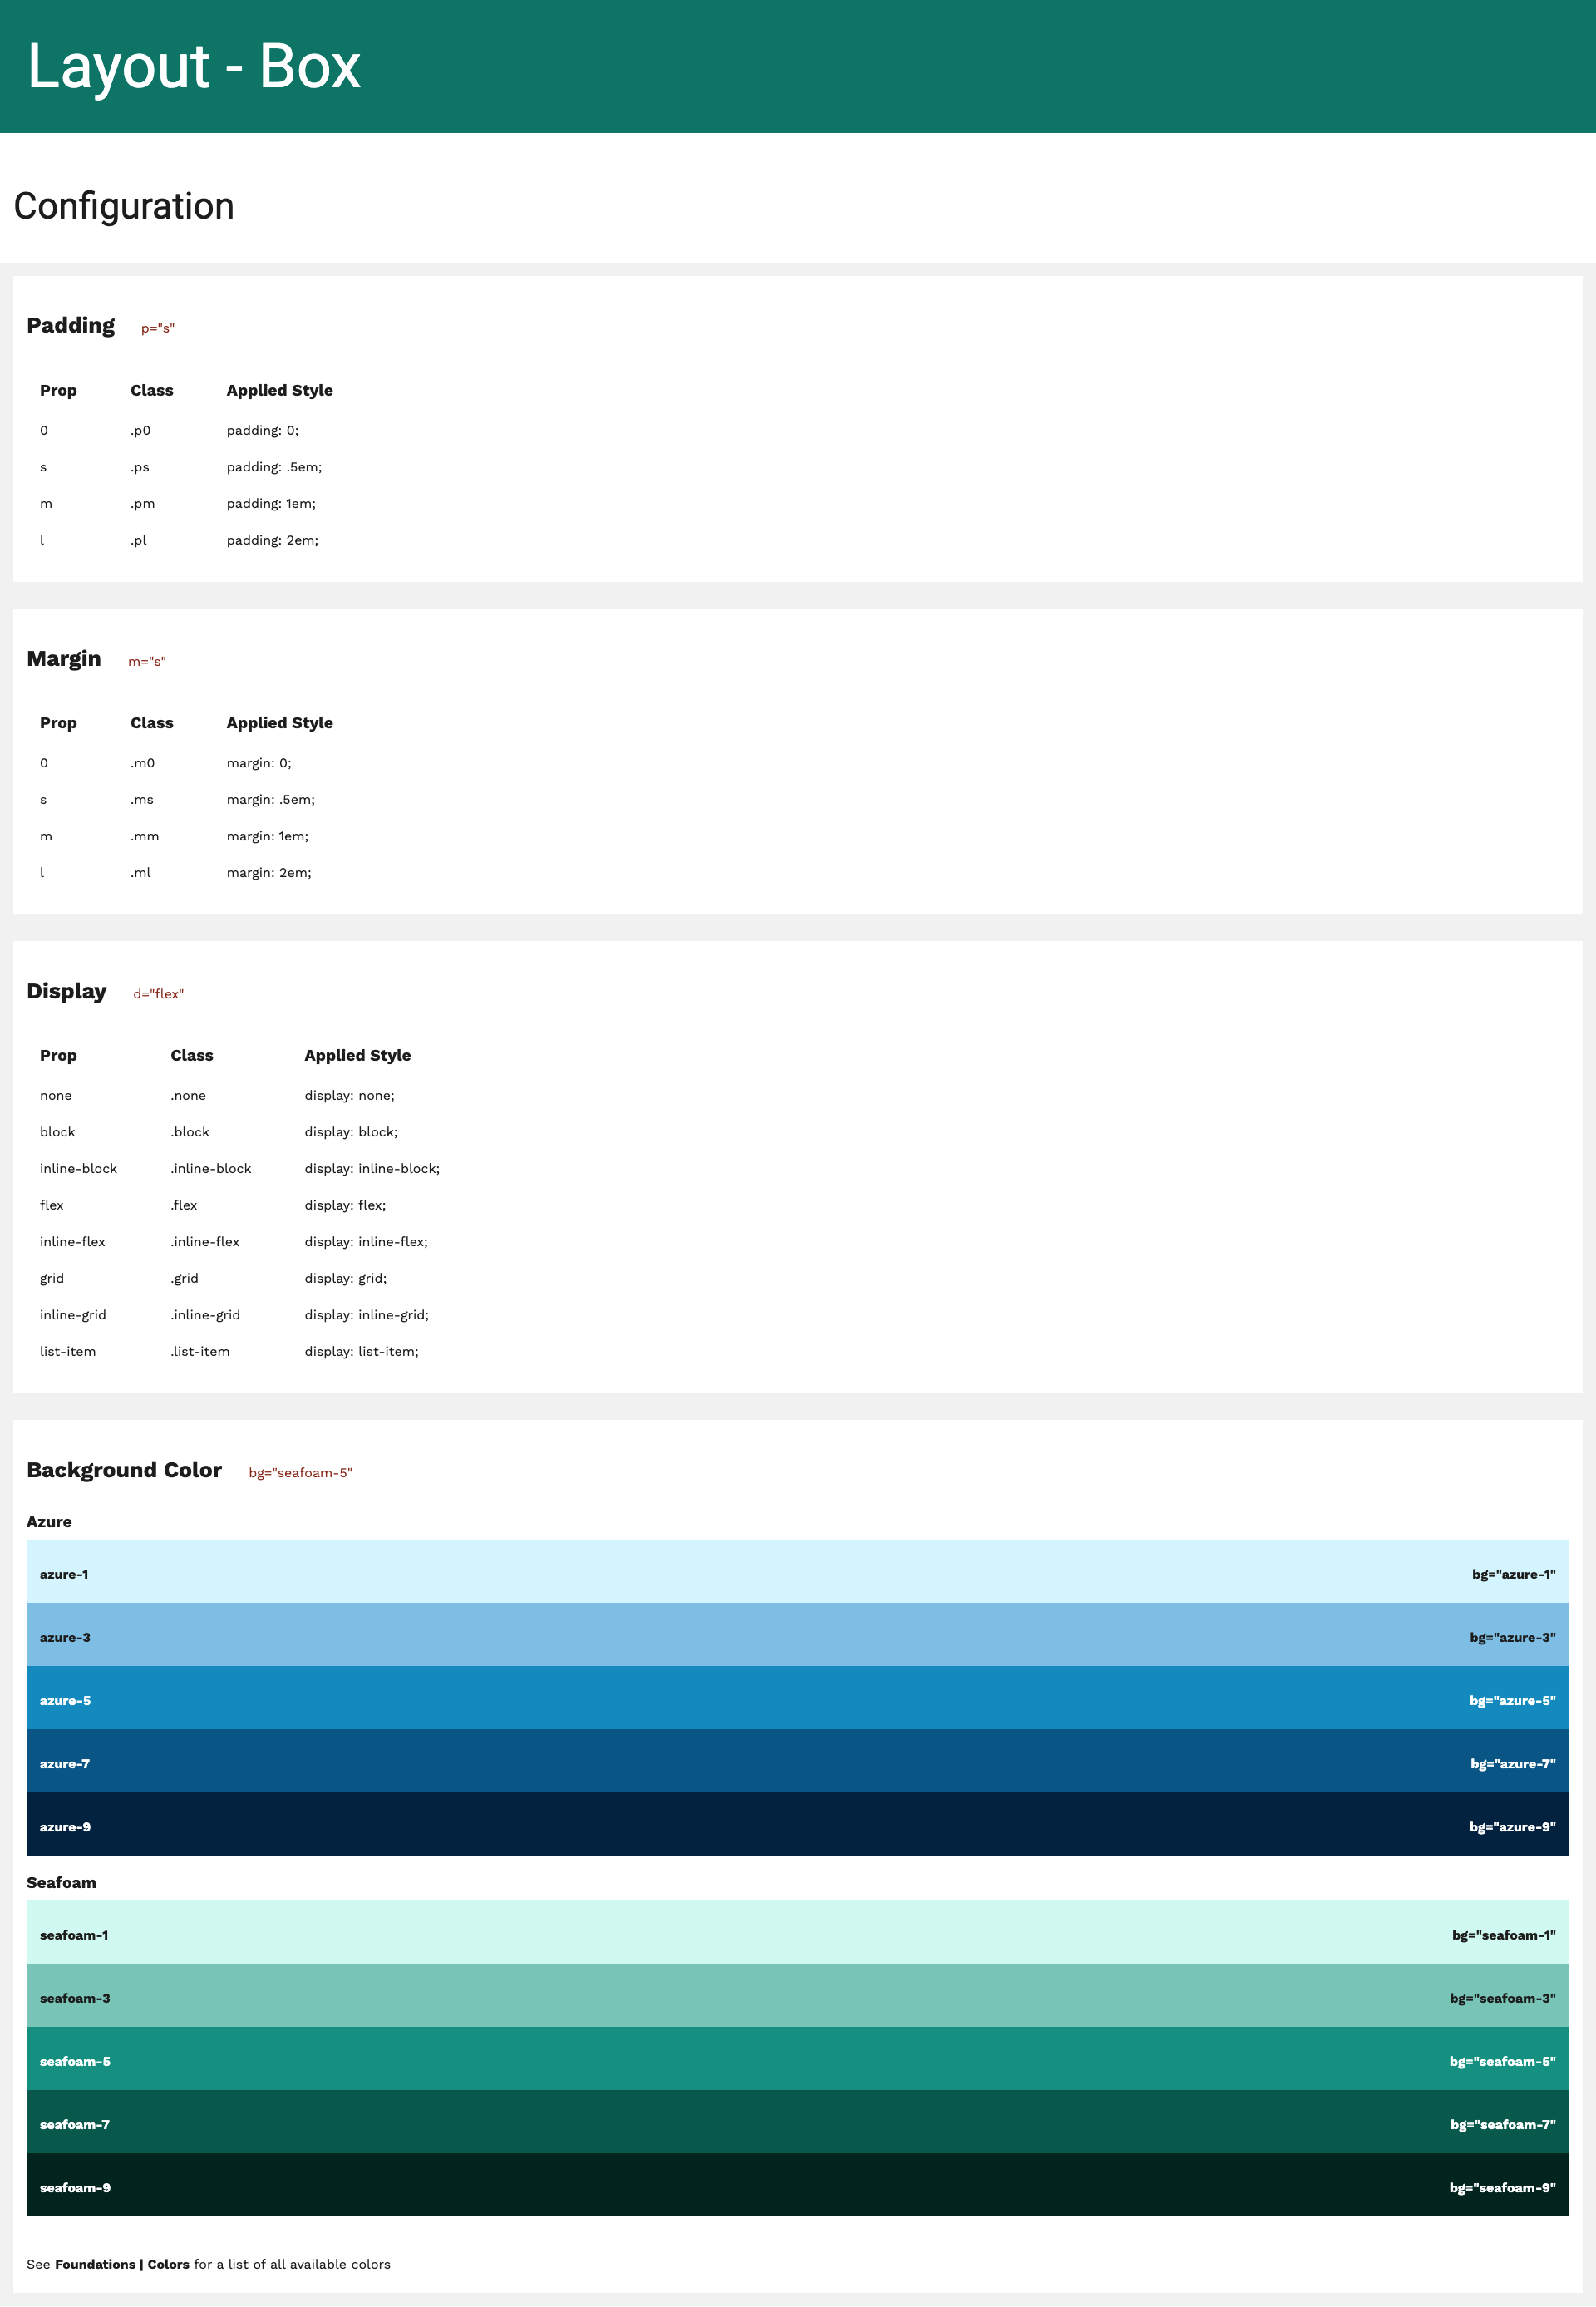 Layout - Box
Configuration
Padding p="s"
Prop Class Applied Style
0 .p0 padding: 0;
s .ps padding: .5em;
m .pm padding: 1em;
l .pl padding: 2em;
Margin m="s"
Prop Class Applied Style
0 .m0 margin: 0;
s .ms margin: .5em;
m .mm margin: 1em;
l .ml margin: 2em;
Display d="flex"
Prop Class Applied Style
none .none display: none;
block .block display: block;
inline-block .inline-block display: inline-block;
flex .flex display: flex;
inline-flex .inline-flex display: inline-flex;
grid .grid display: grid;
inline-grid .inline-grid display: inline-grid;
list-item .list-item display: list-item;
Background Color bg="seafoam-5"
Azure
azure-1 bg="azure-1"
azure-3 bg="azure-3"
azure-5 bg="azure-5"
azure-7 bg="azure-7"
azure-9 bg="azure-9"
Seafoam
seafoam-1 bg="seafoam-1"
seafoam-3 bg="seafoam-3"
seafoam-5 bg="seafoam-5"
seafoam-7 bg="seafoam-7"
seafoam-9 bg="seafoam-9"
See Foundations | Colors for a list of all available colors